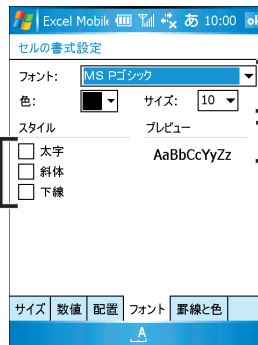 Excel Mobile あ 10:00 ok
セルの書式設定
フォント: MS Pゴシック
色: サイズ: 10
スタイル プレビュー
太字 AaBbCcYyZz
斜体
下線
サイズ 数値 配置 フォント 罫線と色
A